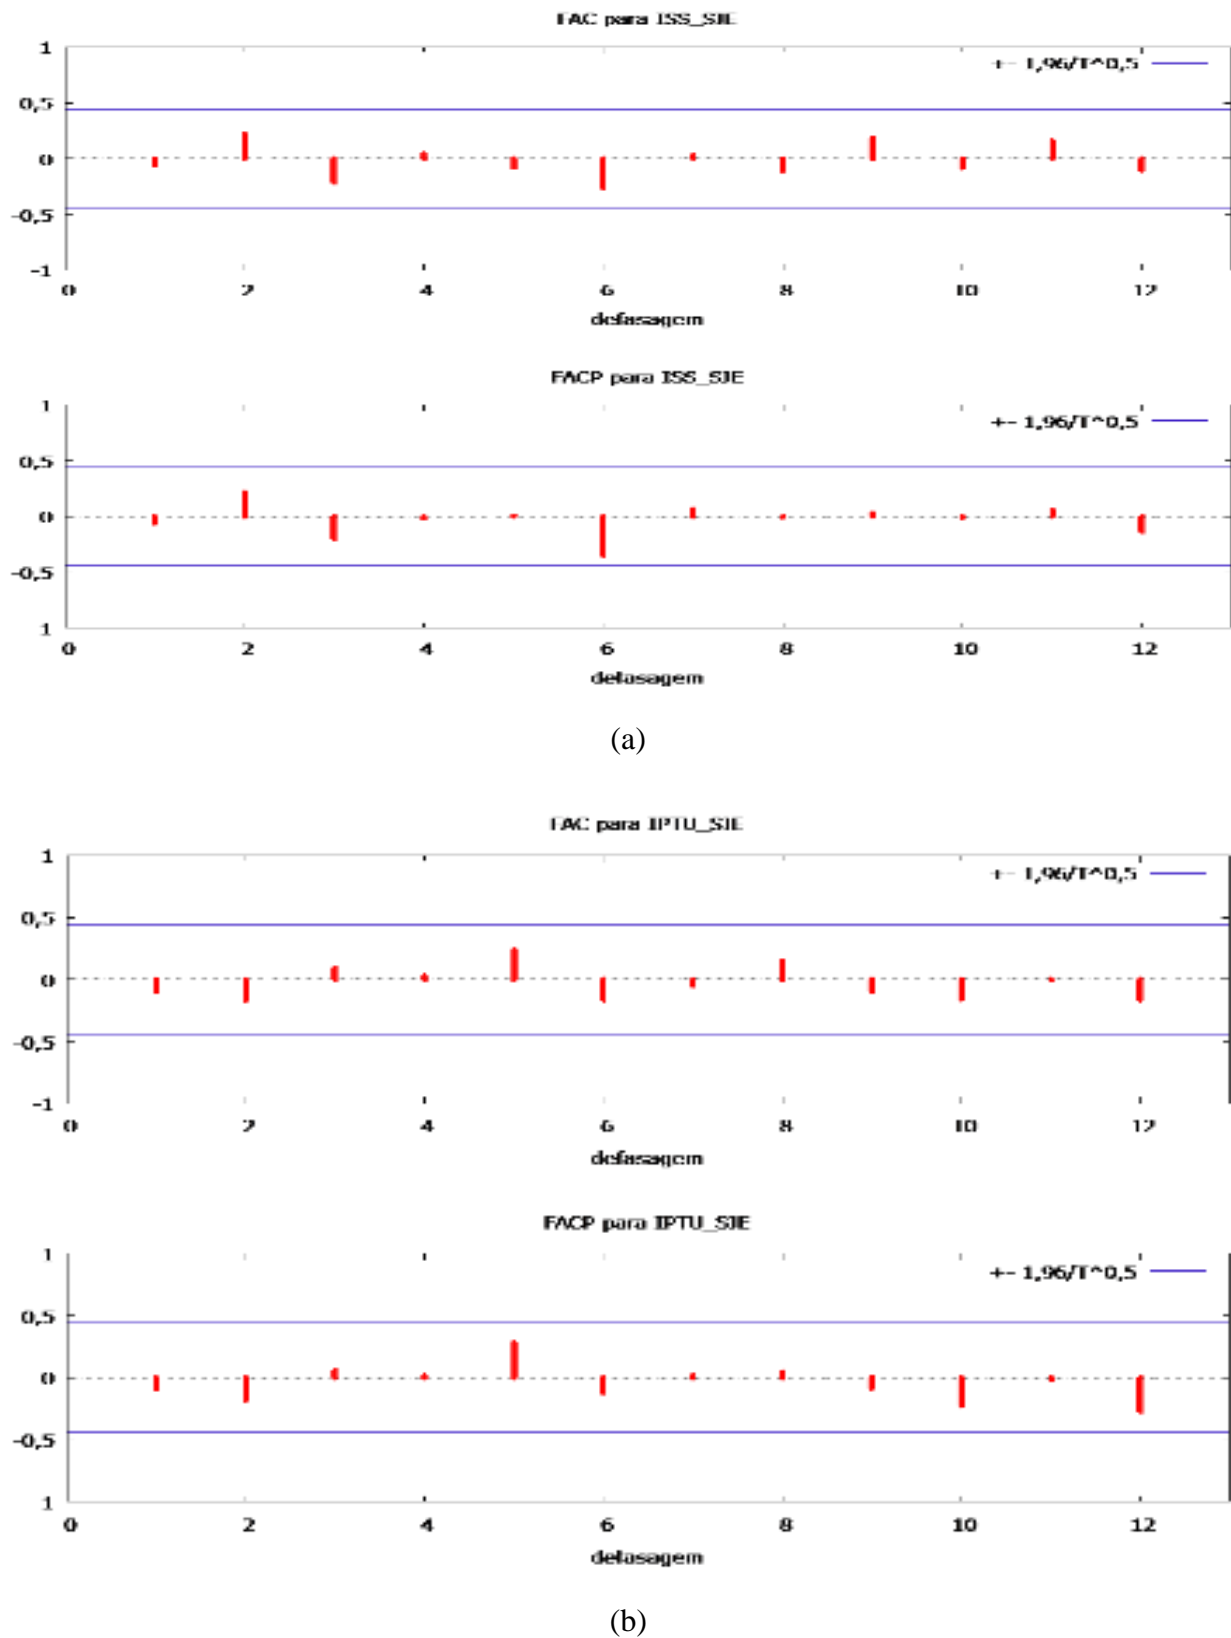 FAC para ISS_SJE
+- 1,96/T^0,5
1
0,5
0
-0,5
-1
0 2 4 6 8 10 12
defasagem
FACP para ISS_SJE
+- 1,96/T^0,5
1
0,5
0
-0,5
1
0 2 4 6 8 10 12
defasagem
(a)
FAC para IPTU_SJE
+- 1,96/T^0,5
1
0,5
0
-0,5
-1
0 2 4 6 8 10 12
defasagem
FACP para IPTU_SJE
+- 1,96/T^0,5
1
0,5
0
-0,5
1
0 2 4 6 8 10 12
defasagem
(b)